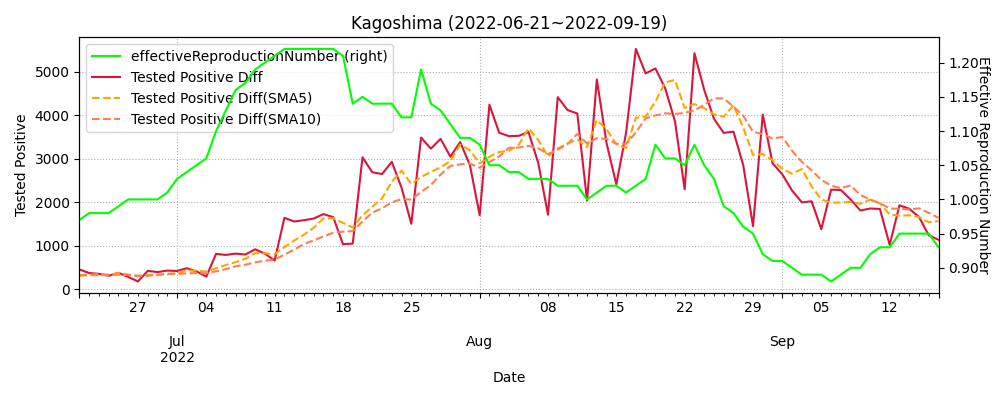 Kagoshima (2022-06-21~2022-09-19)
effectiveReproductionNumber (right)
Tested Positive Diff
Tested Positive Diff(SMA5)
Tested Positive Diff(SMA10)
Tested Positive
5000
4000
3000
2000
1000
0
Effective Reproduction Number
1.20
1.15
1.10
1.05
1.00
0.95
0.90
27 04 11 18 25 08 15 22 29 05 12
Jul Aug Sep
2022
Date